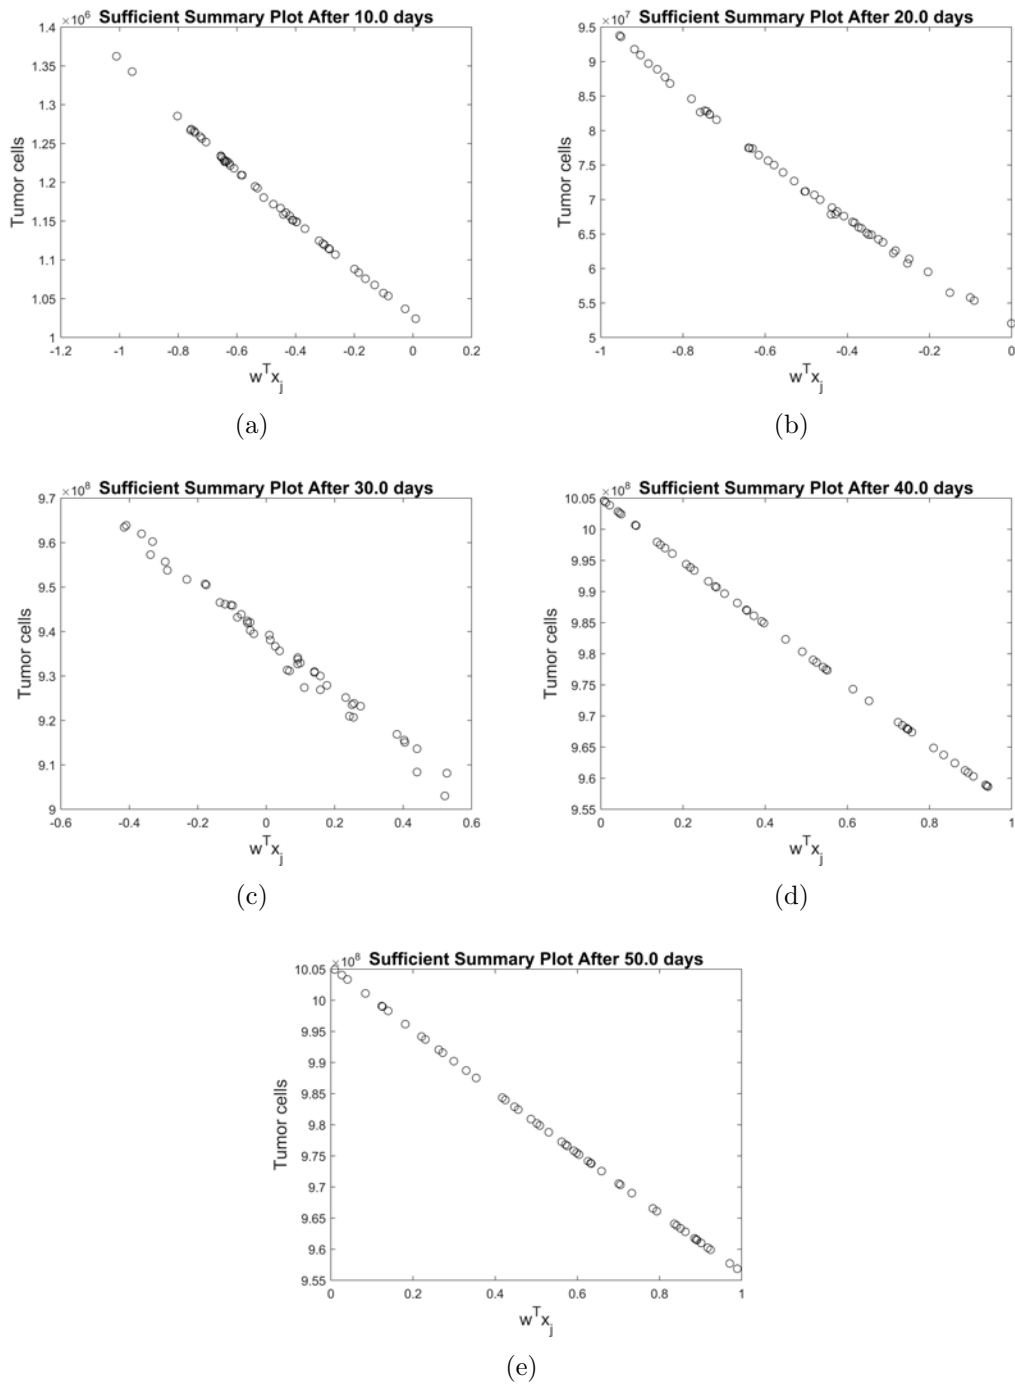 Sufficient Summary Plot After 10.0 days
×10^6
1.4
1.35
1.3
1.25
1.2
1.15
1.1
1.05
1
Tumor cells
-1.2 -1 -0.8 -0.6 -0.4 -0.2 0 0.2
w^T x_j
(a)
Sufficient Summary Plot After 20.0 days
×10^7
9.5
9
8.5
8
7.5
7
6.5
6
5.5
5
Tumor cells
-1 -0.8 -0.6 -0.4 -0.2 0
w^T x_j
(b)
Sufficient Summary Plot After 30.0 days
×10^8
9.7
9.6
9.5
9.4
9.3
9.2
9.1
9
Tumor cells
-0.6 -0.4 -0.2 0 0.2 0.4 0.6
w^T x_j
(c)
Sufficient Summary Plot After 40.0 days
×10^8
10.05
10
9.95
9.9
9.85
9.8
9.75
9.7
9.65
9.6
9.55
Tumor cells
0 0.2 0.4 0.6 0.8 1
w^T x_j
(d)
Sufficient Summary Plot After 50.0 days
×10^8
10.05
10
9.95
9.9
9.85
9.8
9.75
9.7
9.65
9.6
9.55
Tumor cells
0 0.2 0.4 0.6 0.8 1
w^T x_j
(e)